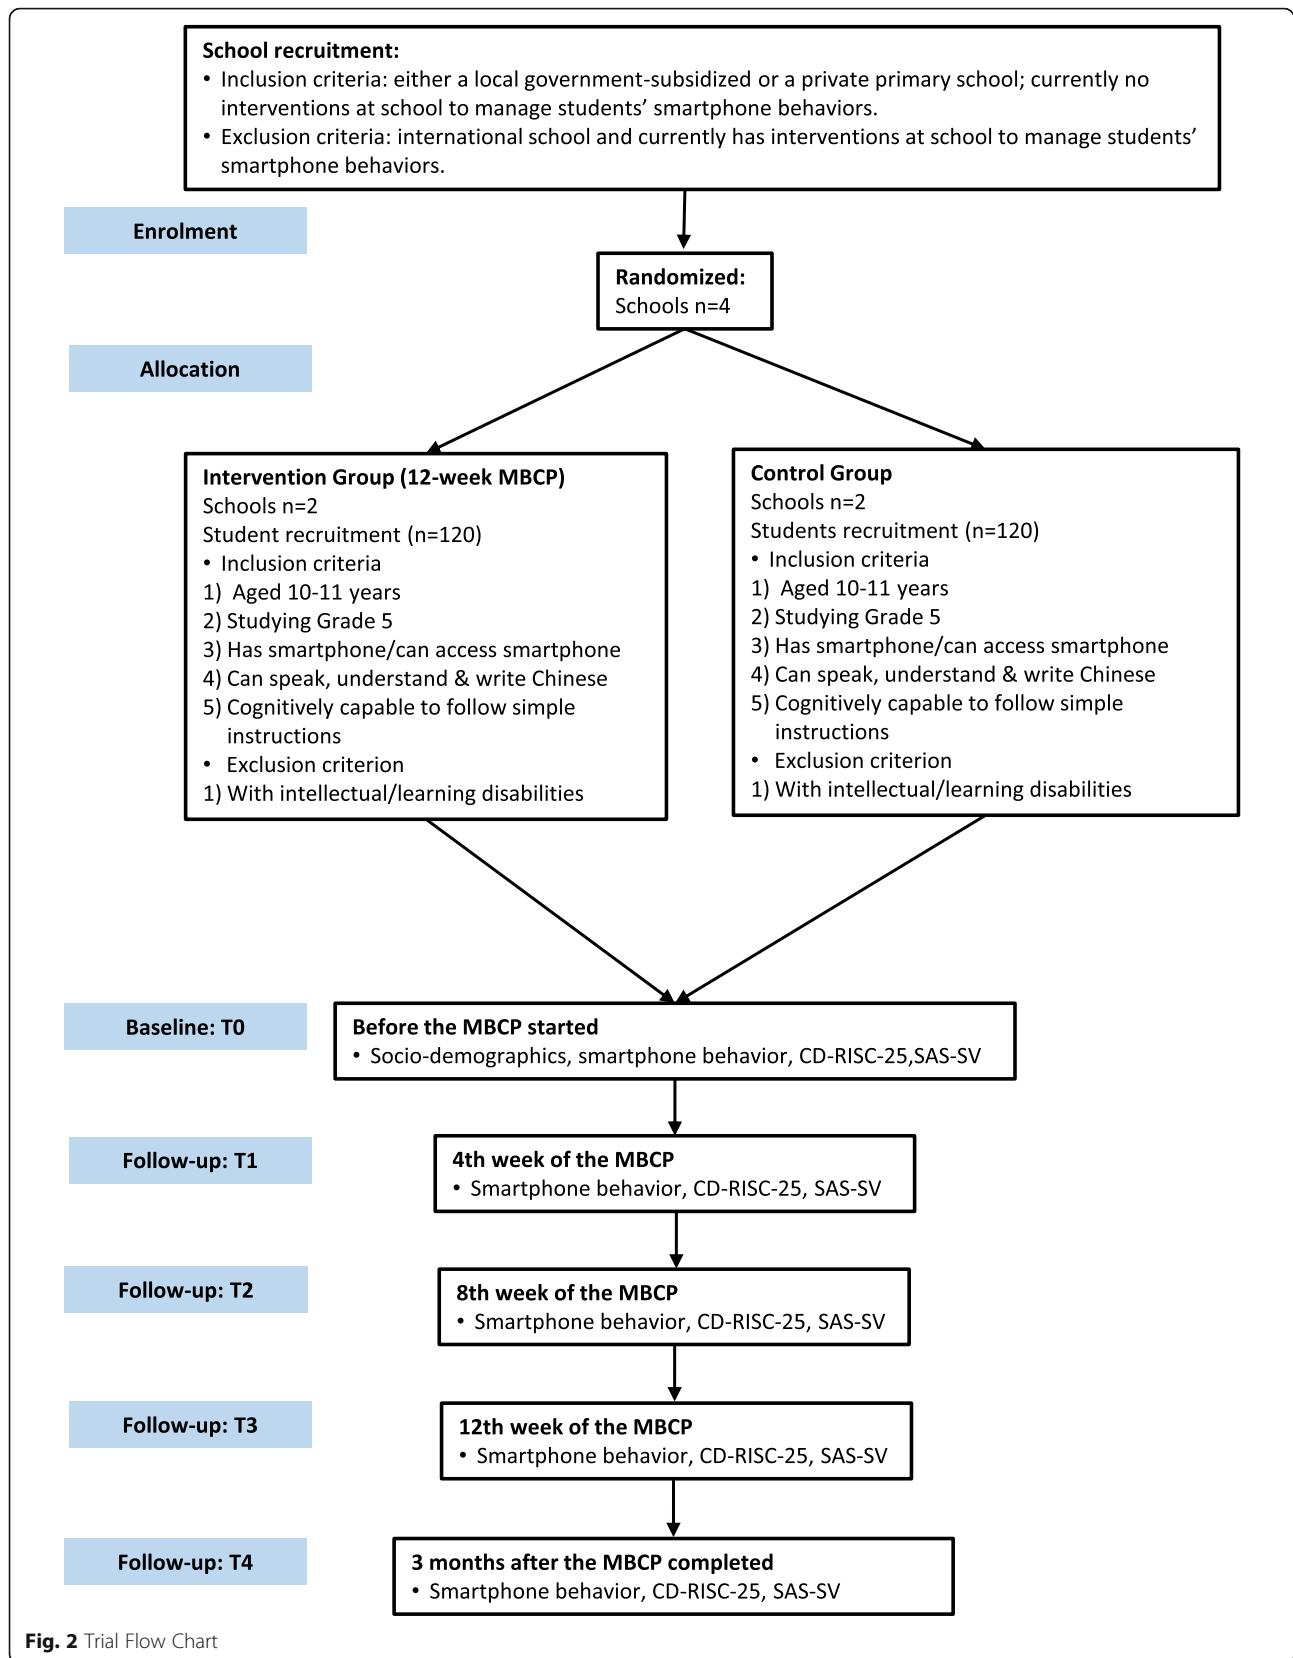 School recruitment:
• Inclusion criteria: either a local government-subsidized or a private primary school; currently no
interventions at school to manage students’ smartphone behaviors.
• Exclusion criteria: international school and currently has interventions at school to manage students’
smartphone behaviors.
Enrolment
Randomized:
Schools n=4
Allocation
Intervention Group (12-week MBCP)
Schools n=2
Student recruitment (n=120)
• Inclusion criteria
1) Aged 10-11 years
2) Studying Grade 5
3) Has smartphone/can access smartphone
4) Can speak, understand & write Chinese
5) Cognitively capable to follow simple
instructions
• Exclusion criterion
1) With intellectual/learning disabilities
Control Group
Schools n=2
Students recruitment (n=120)
• Inclusion criteria
1) Aged 10-11 years
2) Studying Grade 5
3) Has smartphone/can access smartphone
4) Can speak, understand & write Chinese
5) Cognitively capable to follow simple
instructions
• Exclusion criterion
1) With intellectual/learning disabilities
Baseline: T0
Before the MBCP started
• Socio-demographics, smartphone behavior, CD-RISC-25,SAS-SV
Follow-up: T1
4th week of the MBCP
• Smartphone behavior, CD-RISC-25, SAS-SV
Follow-up: T2
8th week of the MBCP
• Smartphone behavior, CD-RISC-25, SAS-SV
Follow-up: T3
12th week of the MBCP
• Smartphone behavior, CD-RISC-25, SAS-SV
Follow-up: T4
3 months after the MBCP completed
• Smartphone behavior, CD-RISC-25, SAS-SV
Fig. 2 Trial Flow Chart